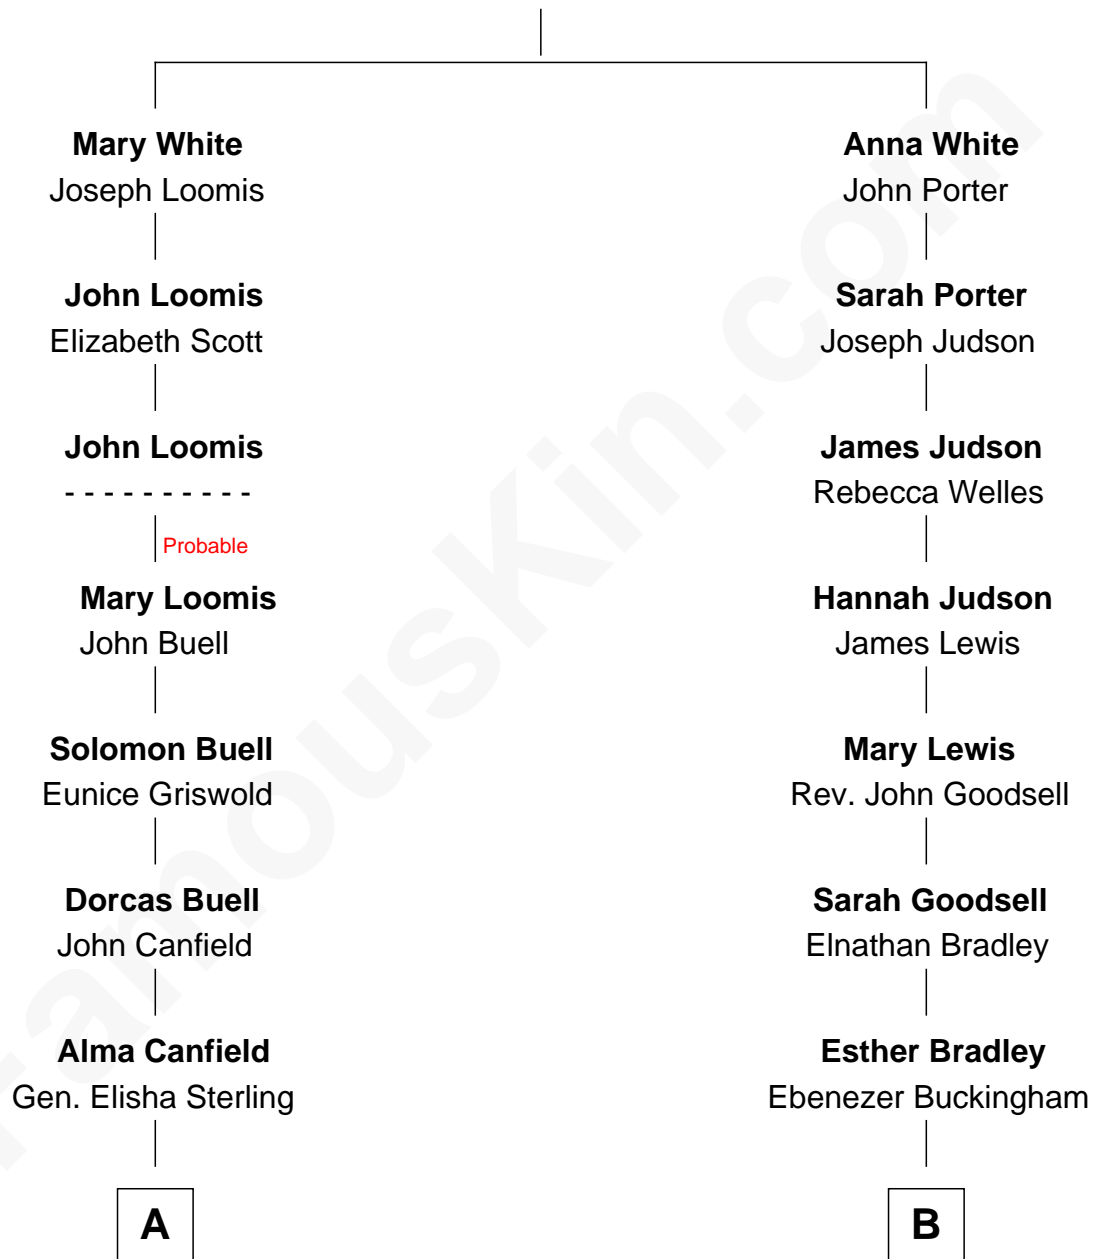 Mary White
Joseph Loomis
John Loomis
Elizabeth Scott
John Loomis
- - - - - - - - - -
Probable
Mary Loomis
John Buell
Solomon Buell
Eunice Griswold
Dorcas Buell
John Canfield
Alma Canfield
Gen. Elisha Sterling
A
Anna White
John Porter
Sarah Porter
Joseph Judson
James Judson
Rebecca Welles
Hannah Judson
James Lewis
Mary Lewis
Rev. John Goodsell
Sarah Goodsell
Elnathan Bradley
Esther Bradley
Ebenezer Buckingham
B
FamousKin.com